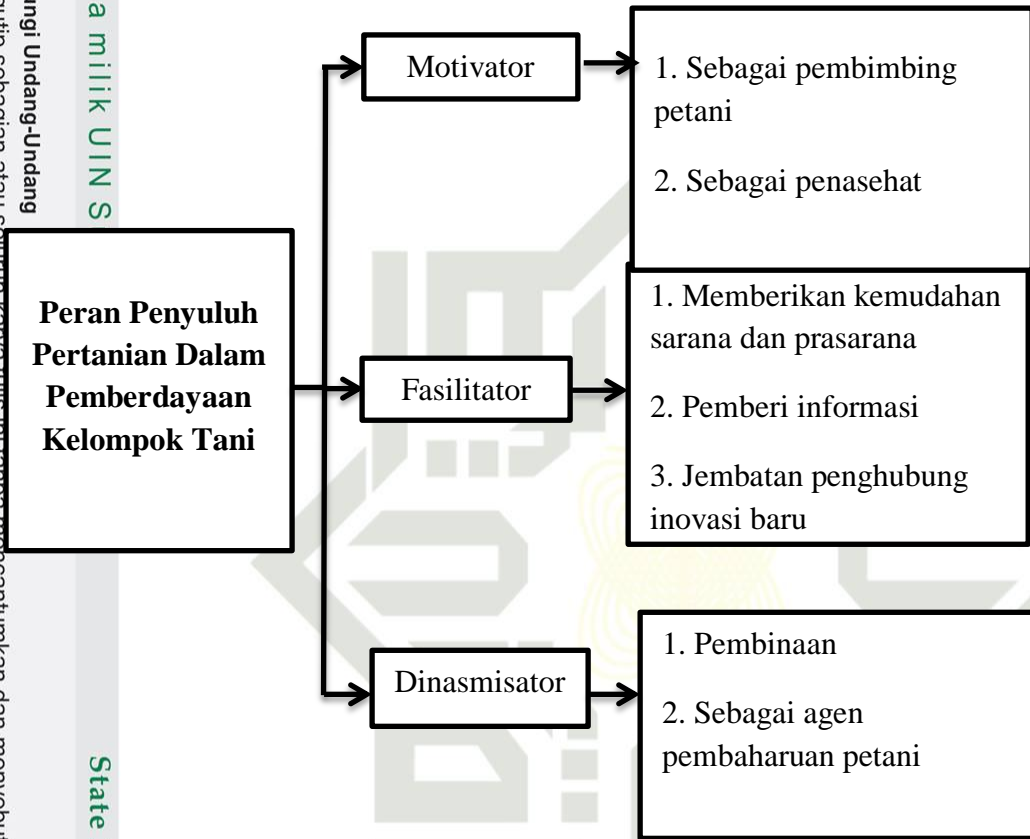 Peran Penyuluh
Pertanian Dalam
Pemberdayaan
Kelompok Tani
Motivator
1. Sebagai pembimbing
petani
2. Sebagai penasehat
Fasilitator
1. Memberikan kemudahan
sarana dan prasarana
2. Pemberi informasi
3. Jembatan penghubung
inovasi baru
Dinasmisator
1. Pembinaan
2. Sebagai agen
pembaharuan petani
a milik UIN S
State
ngi Undang-Undang